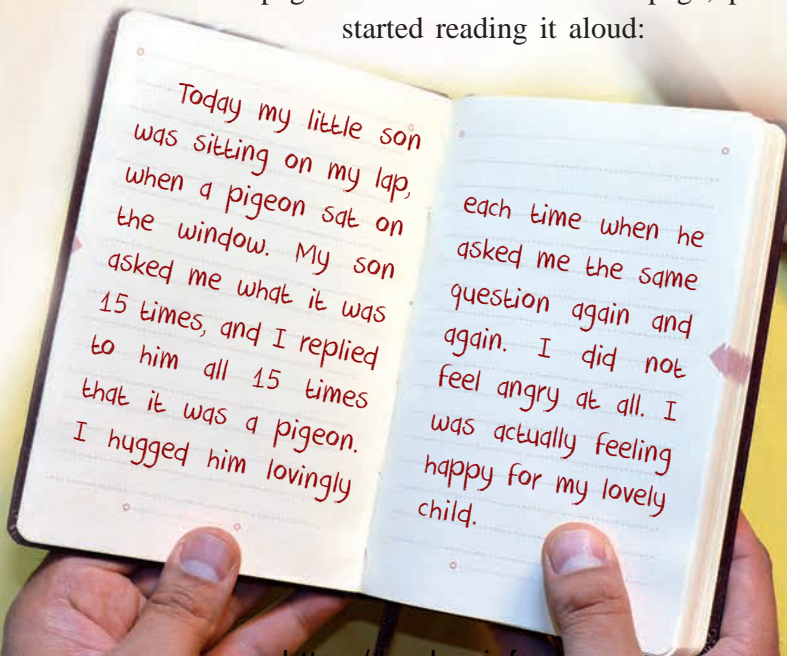 started reading it aloud:
Today my little son
was sitting on my lap,
when a pigeon sat on
the window. My son
asked me what it was
15 times, and I replied
to him all 15 times
that it was a pigeon.
I hugged him lovingly
each time when he
asked me the same
question again and
again. I did not
feel angry at all. I
was actually feeling
happy for my lovely
child.